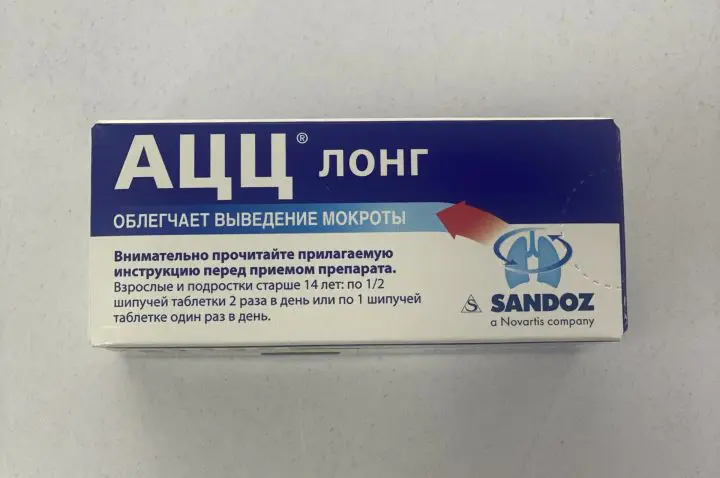 АЦЦ® ЛОНГ
ОБЛЕГЧАЕТ ВЫВЕДЕНИЕ МОКРОТЫ
Внимательно прочитайте прилагаемую
инструкцию перед приемом препарата.
Взрослые и подростки старше 14 лет: по 1/2
шипучей таблетки 2 раза в день или по 1 шипучей
таблетке один раз в день.
S SANDOZ
a Novartis company